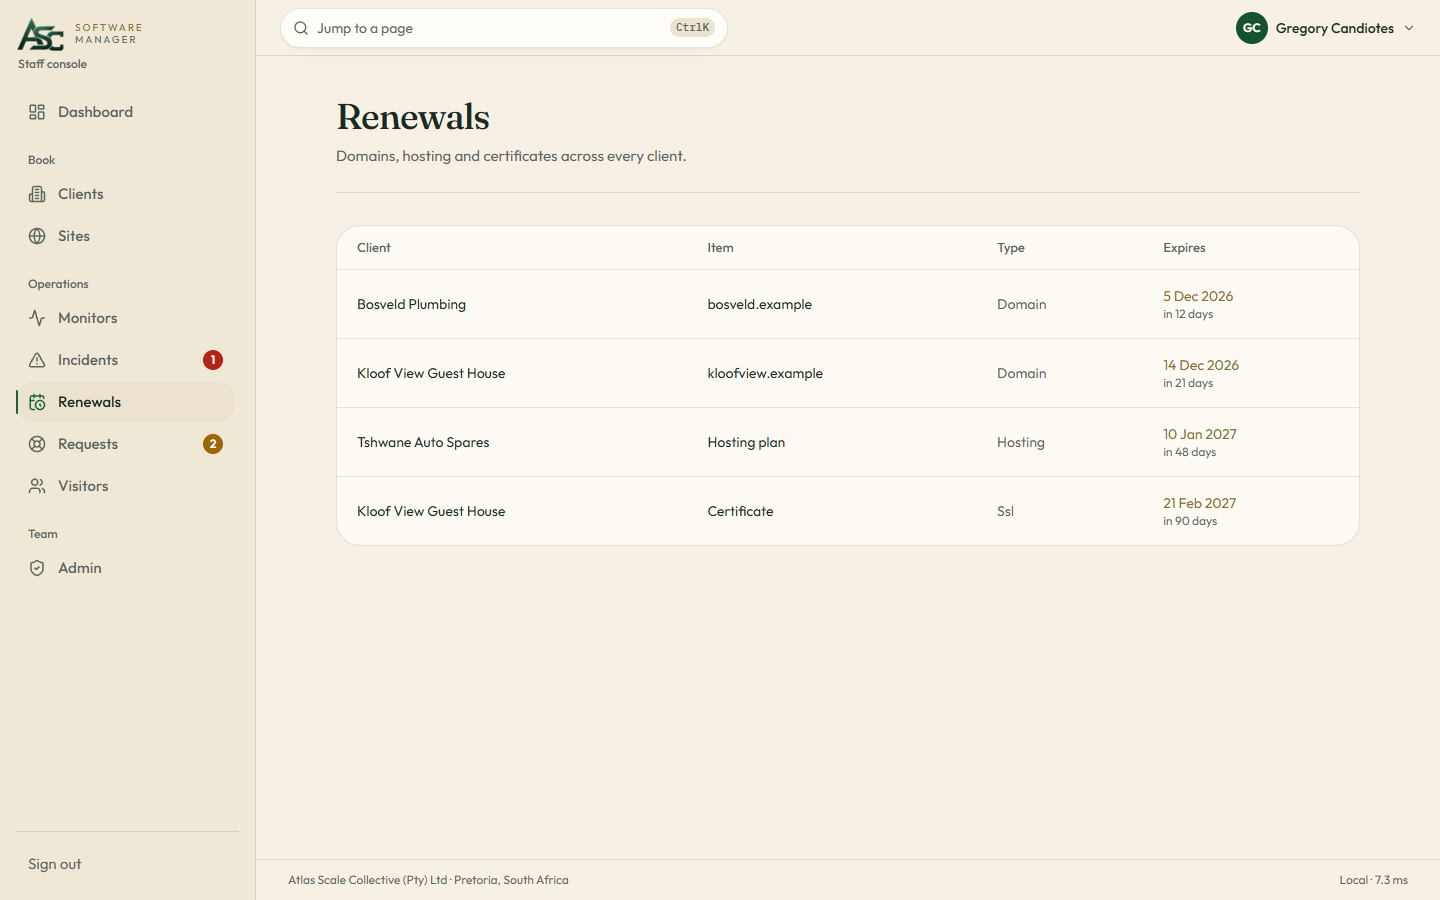 ASC SOFTWARE
MANAGER
Staff console
Dashboard
Book
Clients
Sites
Operations
Monitors
Incidents 1
Renewals
Requests 2
Visitors
Team
Admin
Sign out
Jump to a page CtrlK
GC Gregory Candiotes
Renewals
Domains, hosting and certificates across every client.
Client Item Type Expires
Bosveld Plumbing bosveld.example Domain 5 Dec 2026
in 12 days
Kloof View Guest House kloofview.example Domain 14 Dec 2026
in 21 days
Tshwane Auto Spares Hosting plan Hosting 10 Jan 2027
in 48 days
Kloof View Guest House Certificate Ssl 21 Feb 2027
in 90 days
Atlas Scale Collective (Pty) Ltd · Pretoria, South Africa
Local · 7.3 ms